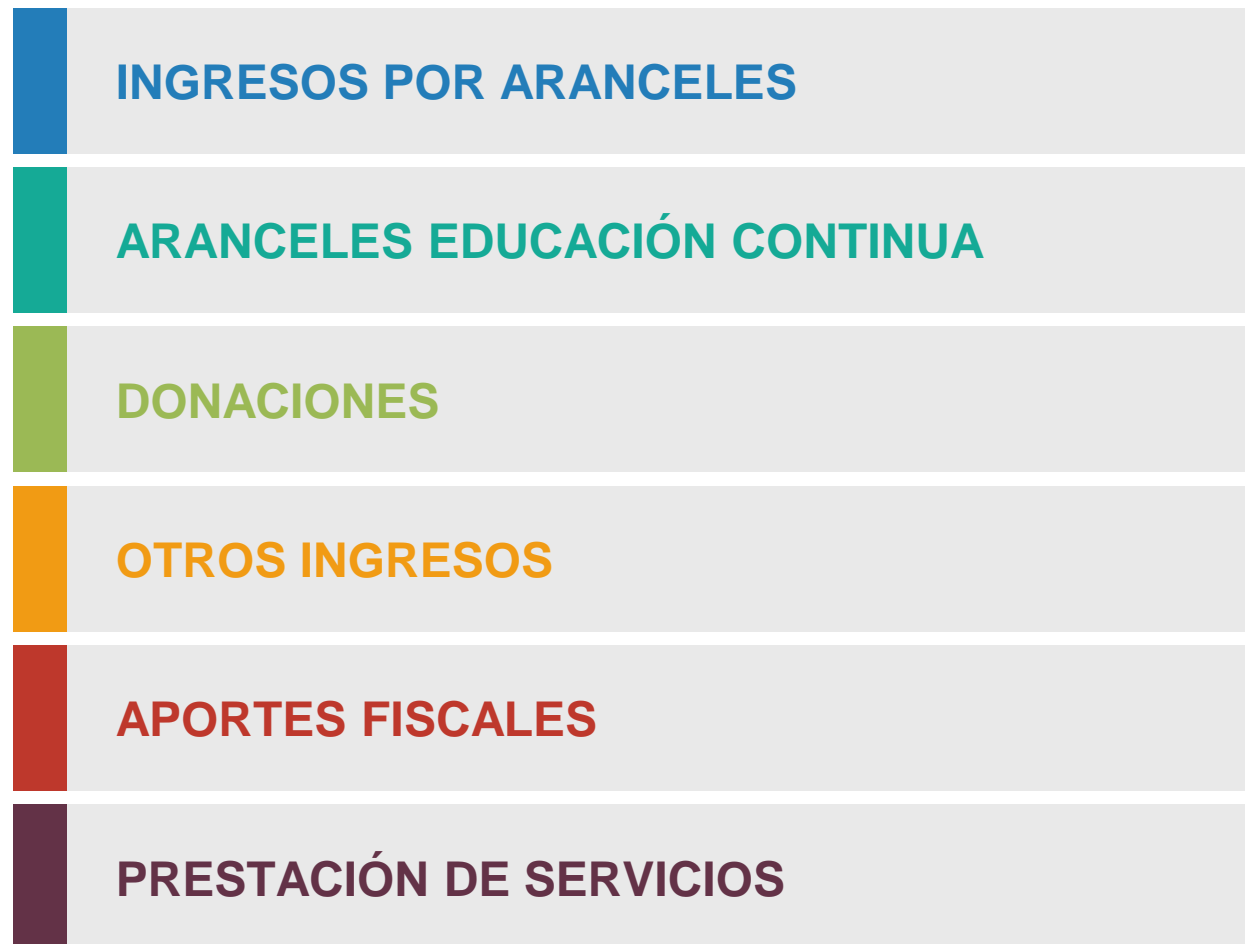 INGRESOS POR ARANCELES
ARANCELES EDUCACIÓN CONTINUA
DONACIONES
OTROS INGRESOS
APORTES FISCALES
PRESTACIÓN DE SERVICIOS